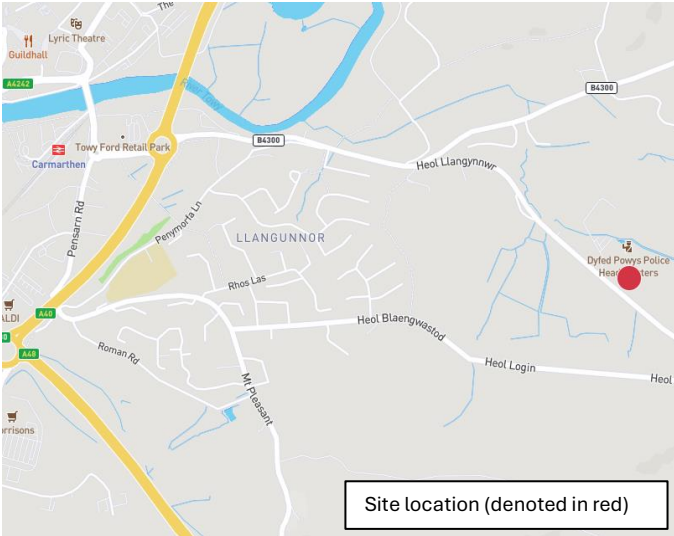 The
Lyric Theatre
Guildhall
A4242
River Towy
B4300
B4300
Towy Ford Retail Park
Carmarthen
Heol Llangynnwr
Pensarn Rd
Penymorfa Ln
LLANGUNNOR
Dyfed Powys Police
Rhos Las
ALDI
A40
Heol Blaengwastod
A48
Roman Rd
Heol Login
Heol
Mt Pleasant
orrisons
Site location (denoted in red)